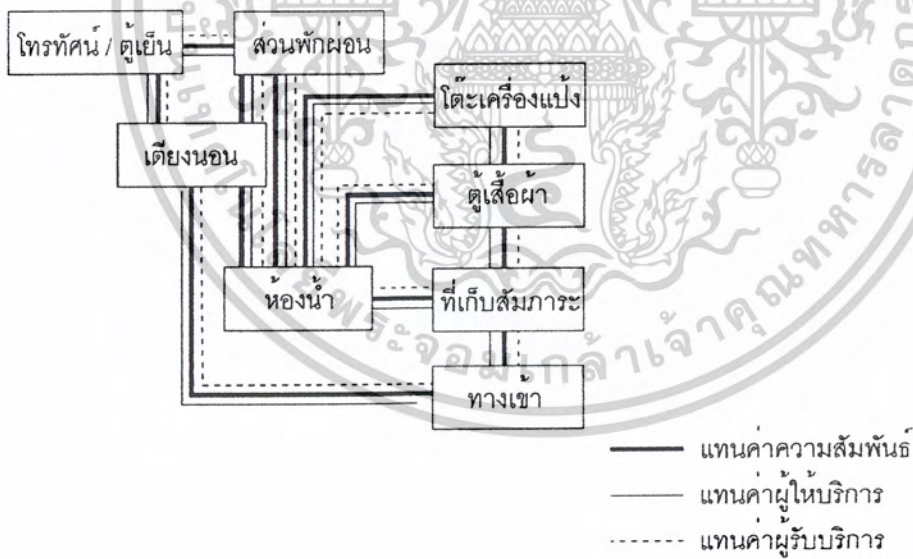 โทรทัศน์ / ตู้เย็น
ส่วนพักผ่อน
โต๊ะเครื่องแป้ง
เตียงนอน
ตู้เสื้อผ้า
ห้องน้ำ
ที่เก็บสัมภาระ
ทางเข้า
แทนค่าความสัมพันธ์
แทนค่าผู้ให้บริการ
แทนค่าผู้รับบริการ